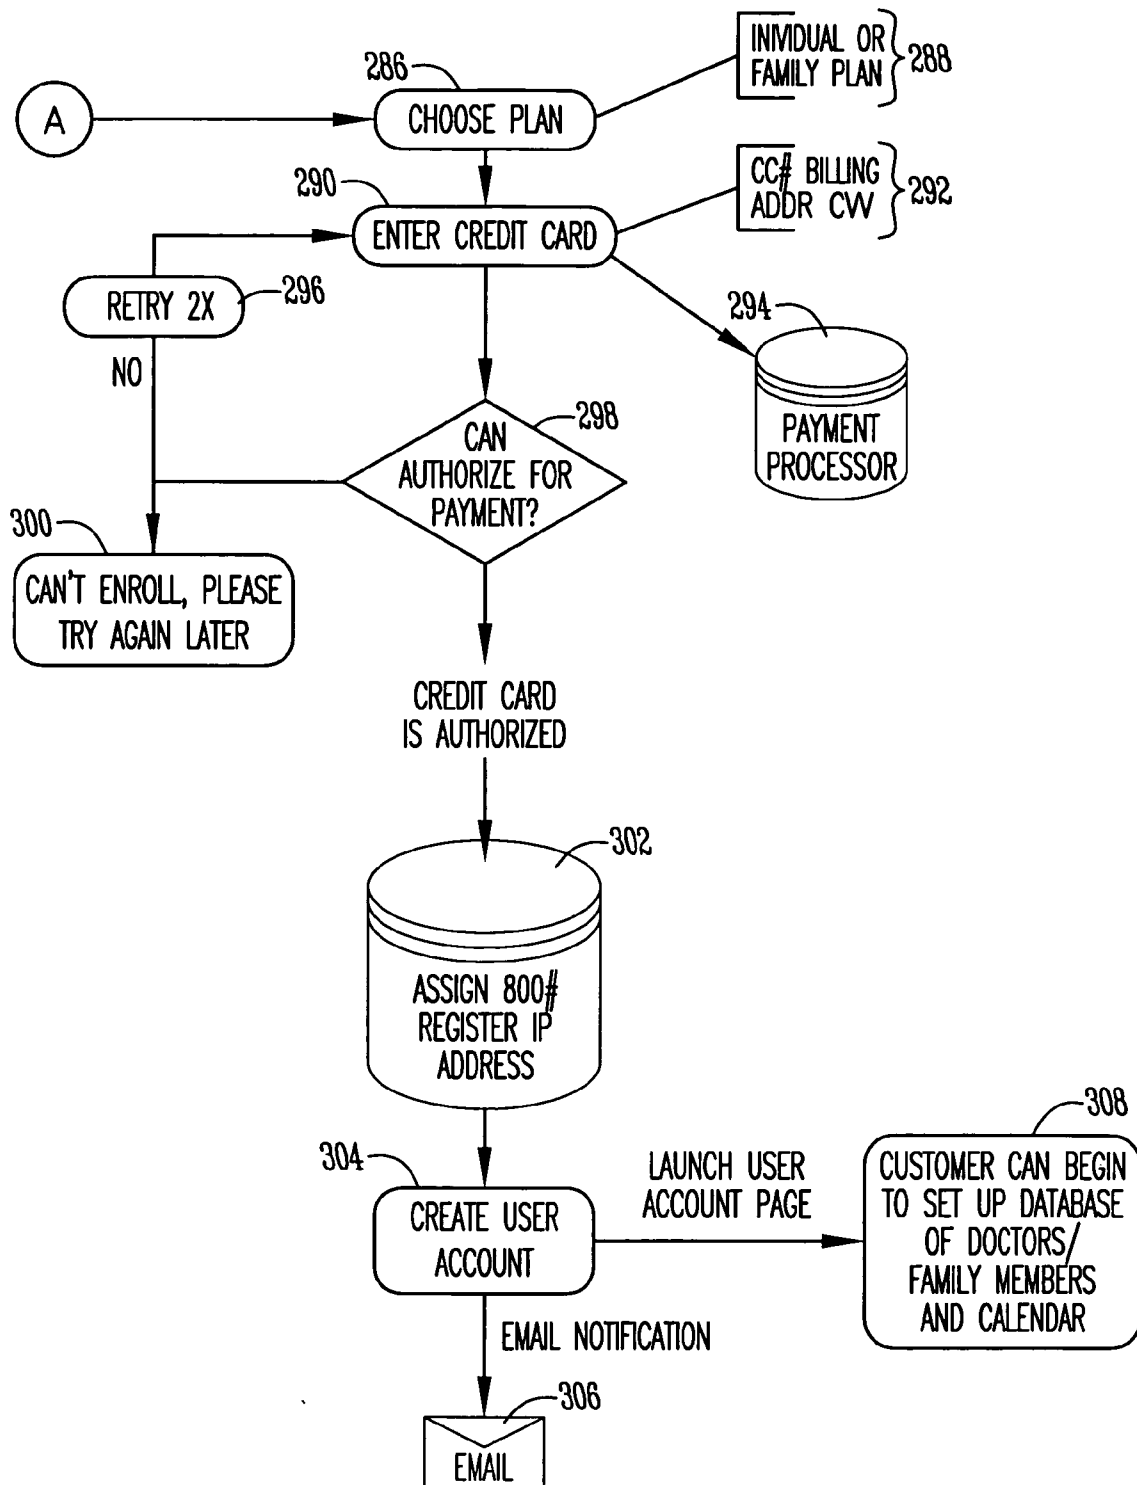 INIVIDUAL OR
FAMILY PLAN
288
286
A
CHOOSE PLAN
CC# BILLING
ADDR CVV
292
290
ENTER CREDIT CARD
RETRY 2X
296
294
NO
PAYMENT
PROCESSOR
298
CAN
AUTHORIZE FOR
PAYMENT?
300
CAN'T ENROLL, PLEASE
TRY AGAIN LATER
CREDIT CARD
IS AUTHORIZED
302
ASSIGN 800#
REGISTER IP
ADDRESS
304
CREATE USER
ACCOUNT
LAUNCH USER
ACCOUNT PAGE
308
CUSTOMER CAN BEGIN
TO SET UP DATABASE
OF DOCTORS/
FAMILY MEMBERS
AND CALENDAR
EMAIL NOTIFICATION
306
EMAIL